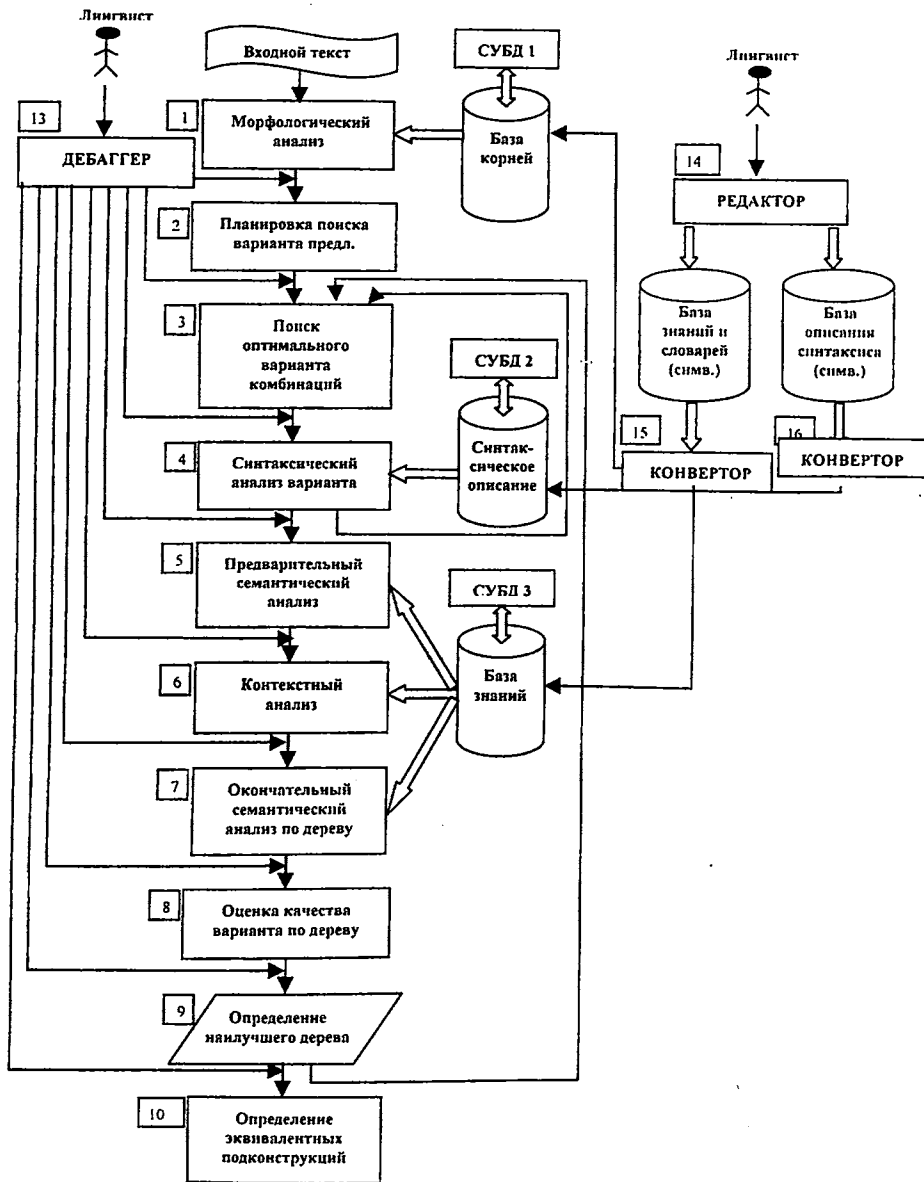 Лингвист
Входной текст
СУБД 1
Лингвист
13
1
Морфологический
анализ
База
корней
14
ДЕБАГГЕР
РЕДАКТОР
2
Планировка поиска
варианта предл.
3
Поиск
оптимального
варианта
комбинаций
База
знаний и
словарей
(симв.)
База
описания
синтаксиса
(симв.)
СУБД 2
15
16
4
Синтаксический
анализ варианта
Синтак-
сическое
описание
КОНВЕРТОР
КОНВЕРТОР
5
Предварительный
семантический
анализ
СУБД 3
6
Контекстный
анализ
База
знаний
7
Окончательный
семантический
анализ по дереву
8
Оценка качества
варианта по дереву
9
Определение
наилучшего дерева
10
Определение
эквивалентных
подконструкций